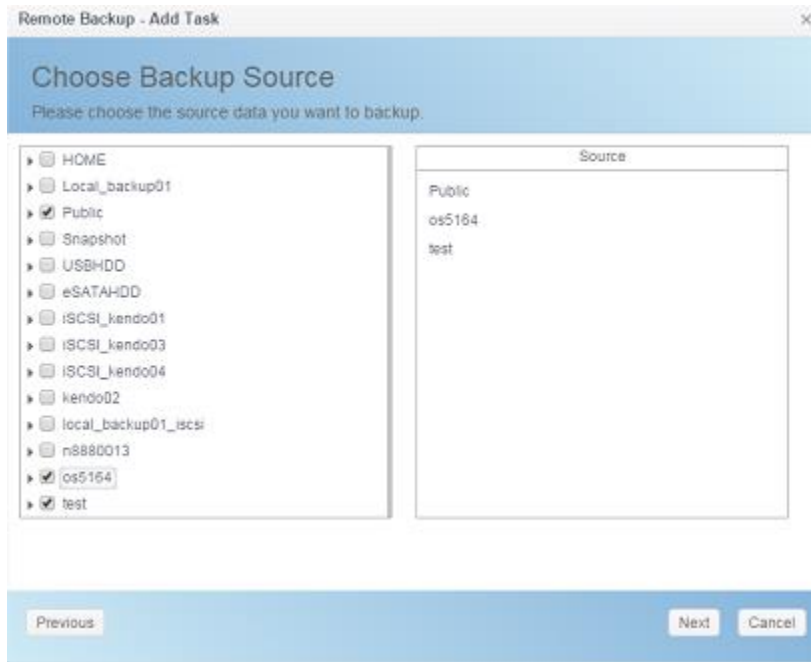 Remote Backup - Add Task
Choose Backup Source
Please choose the source data you want to backup.
HOME
Local_backup01
Public
Snapshot
USBHDD
eSATAHDD
iSCSI_kendo01
iSCSI_kendo03
iSCSI_kendo04
kendo02
local_backup01_iscsi
n8880013
os5164
test
Source
Public
os5164
test
Previous
Next
Cancel